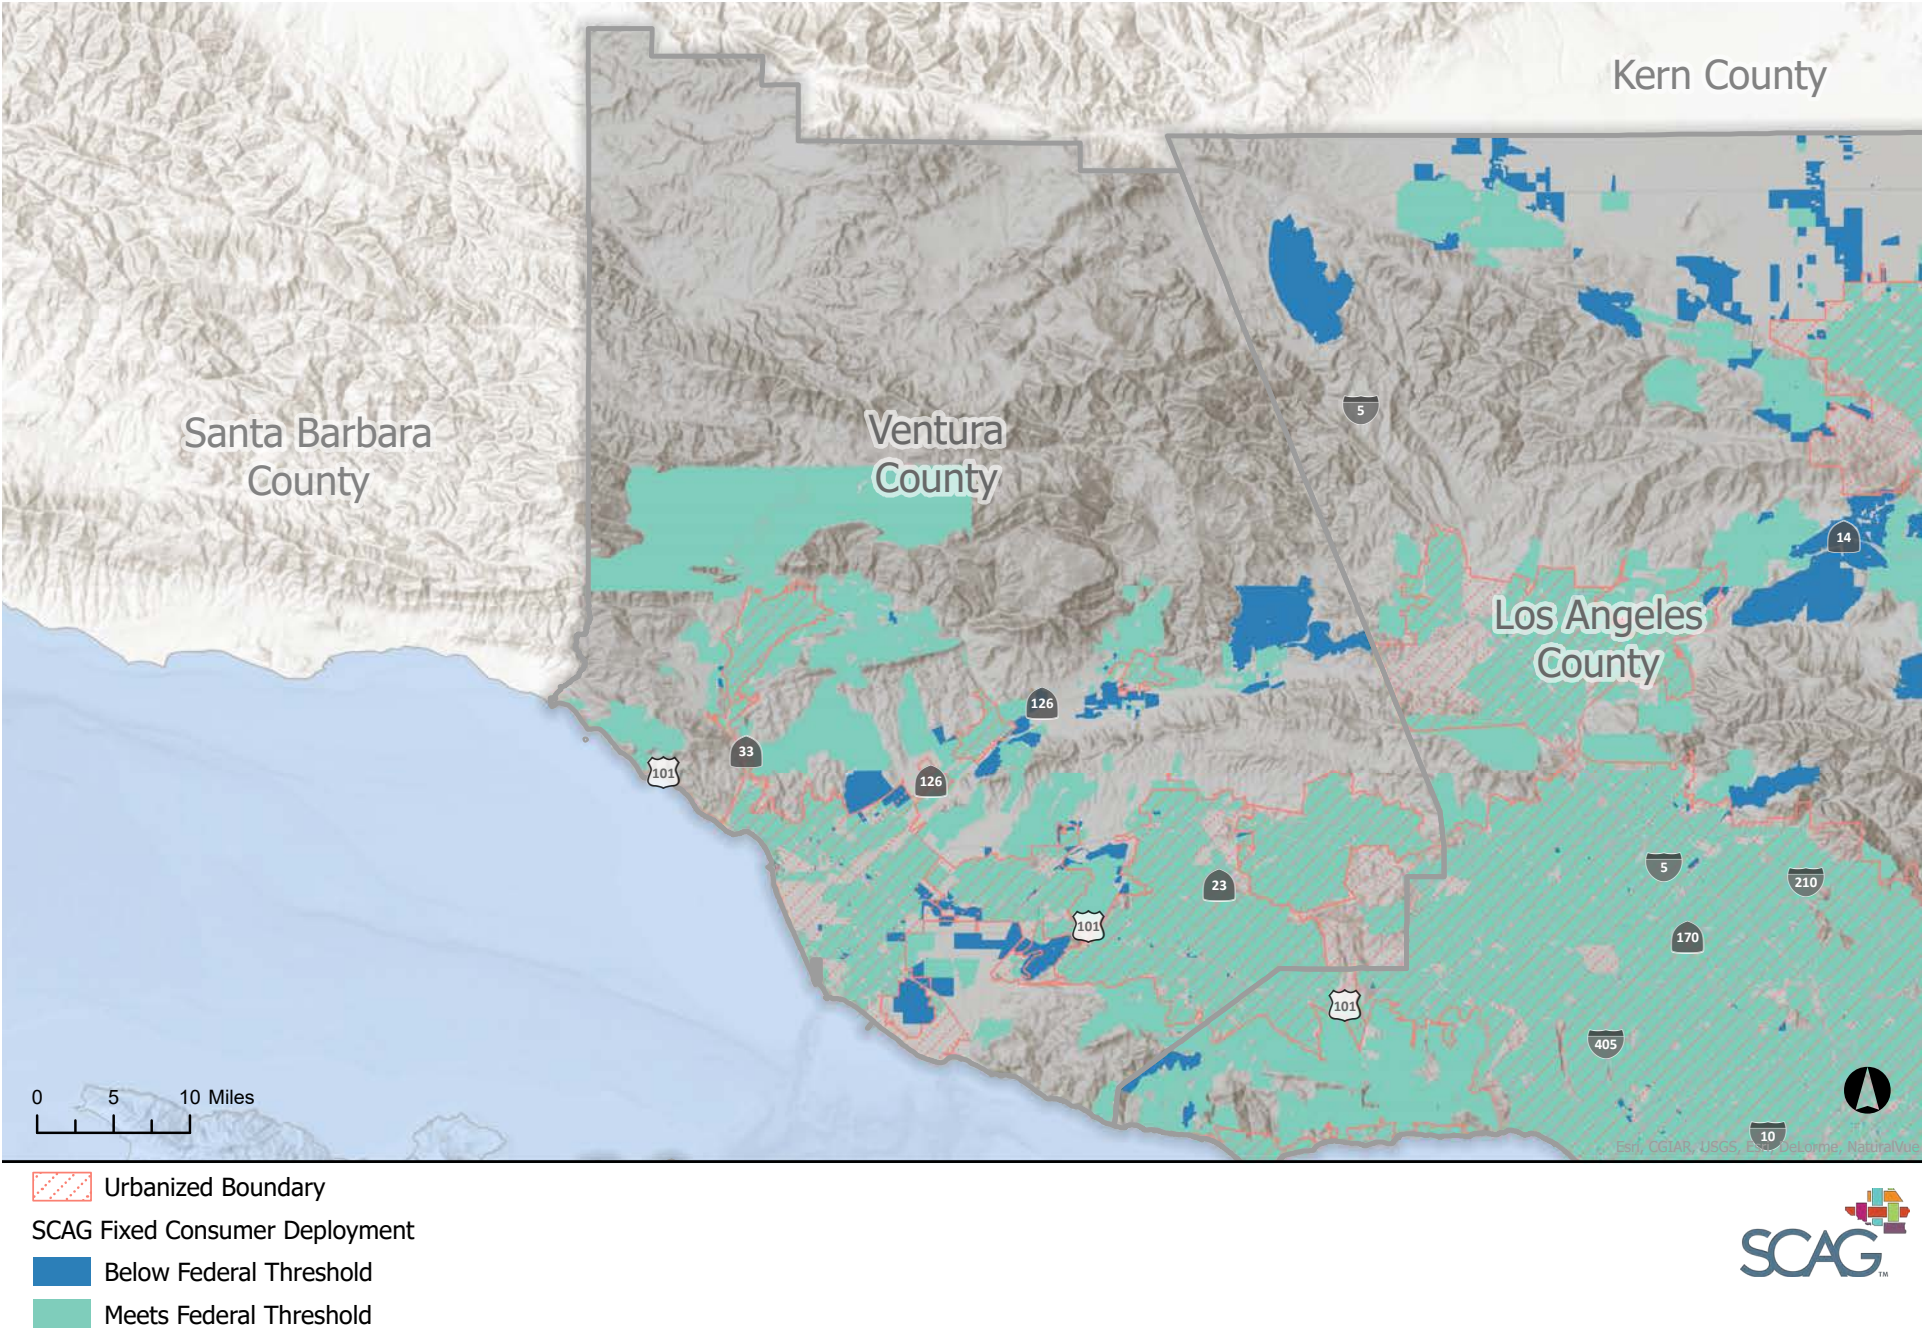 Kern County
Santa Barbara
County
Ventura
County
5
14
Los Angeles
County
126
33
101
126
5
210
23
101
170
101
405
0 5 10 Miles
10
Esri, CGIAR, USGS, Esri, DeLorme, NaturalVue
Urbanized Boundary
SCAG Fixed Consumer Deployment
Below Federal Threshold
Meets Federal Threshold
SCAG
TM